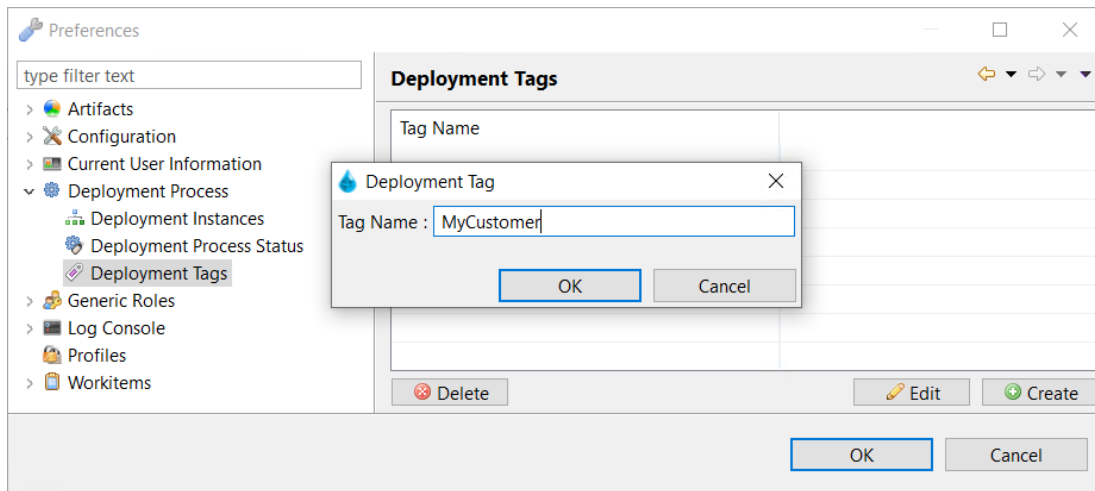 Preferences
type filter text
Artifacts
Configuration
Current User Information
Deployment Process
Deployment Instances
Deployment Process Status
Deployment Tags
Generic Roles
Log Console
Profiles
Workitems
Deployment Tags
Tag Name
Deployment Tag
Tag Name : MyCustomer
OK Cancel
Delete Edit Create
OK Cancel